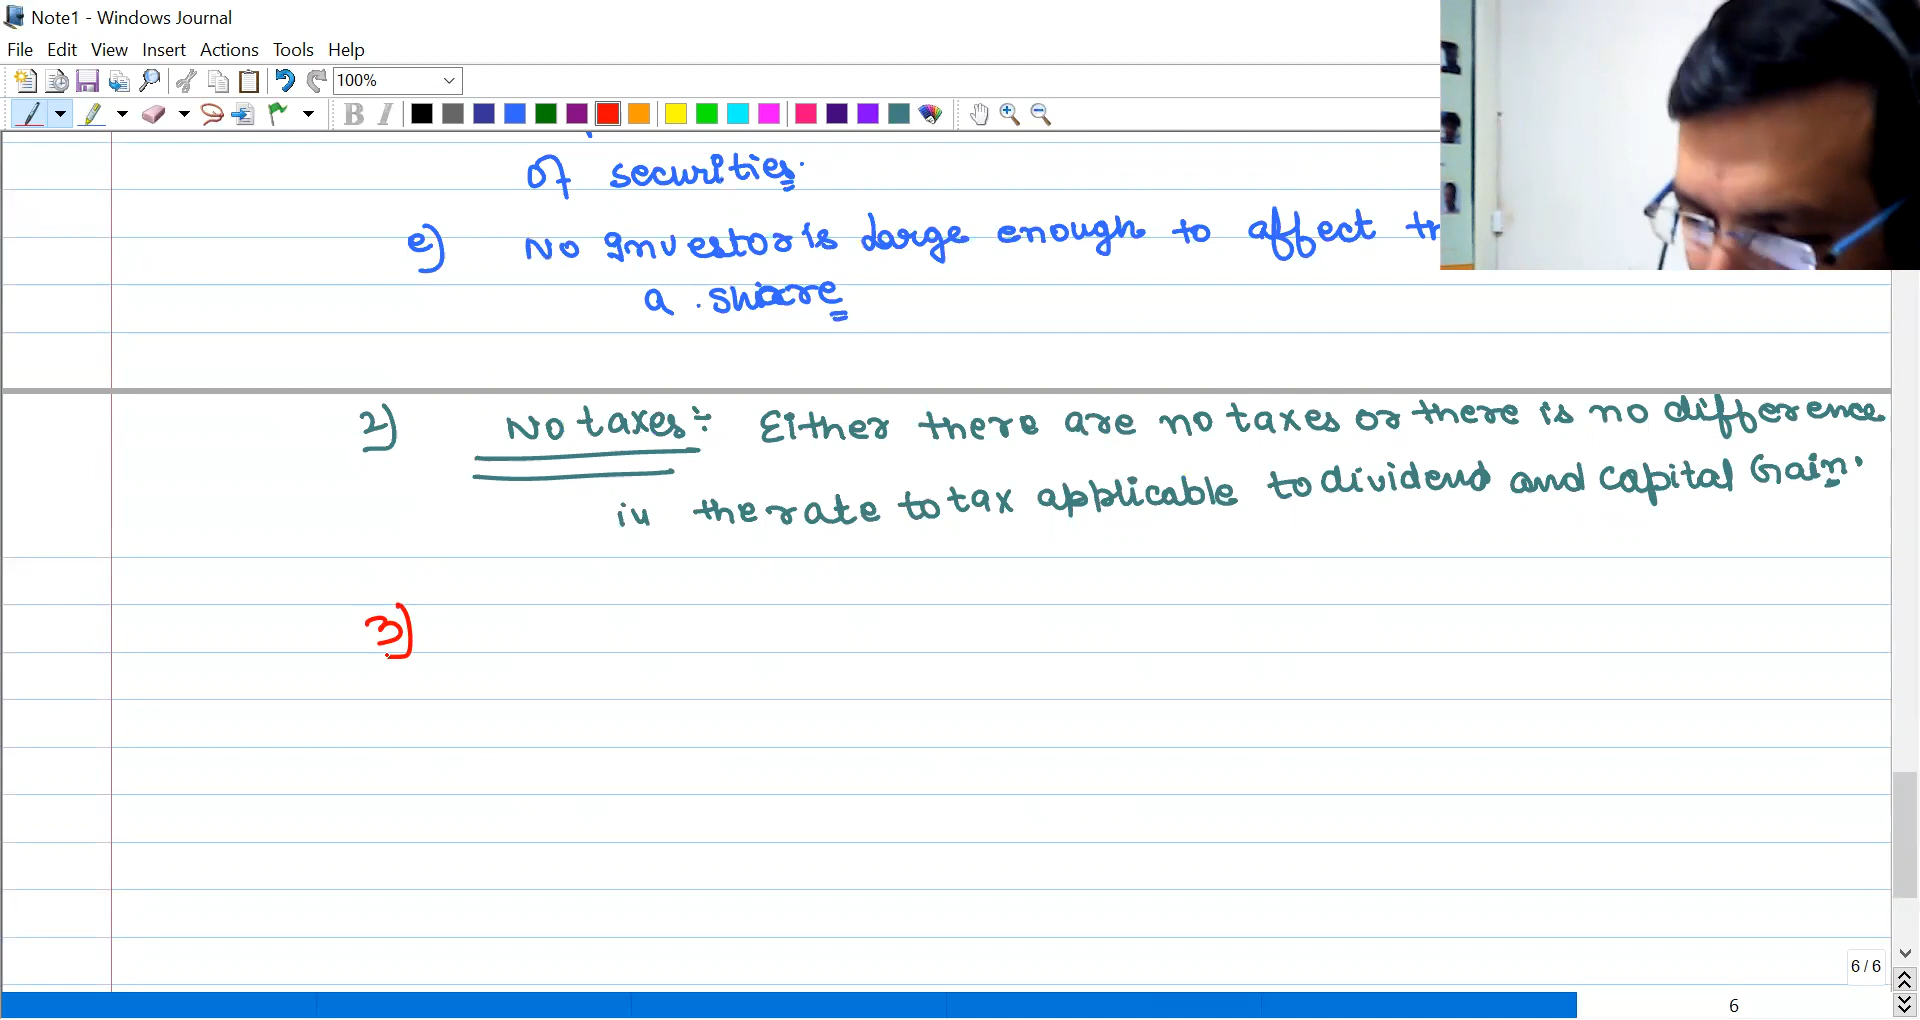 Note1 - Windows Journal
File Edit View Insert Actions Tools Help
100%
B I
of securities.
e) No Investor is large enough to affect th
a share
2) No taxes:- Either there are no taxes or there is no difference
in the rate to tax applicable to dividend and capital Gain.
3)
6 / 6
6